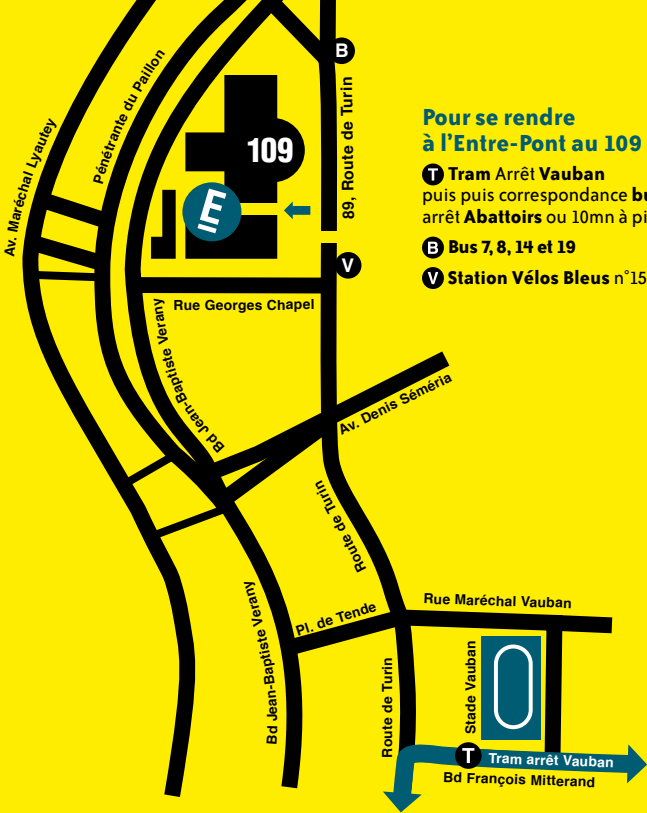 B
Pour se rendre
à l'Entre-Pont au 109
T Tram Arrêt Vauban
puis puis correspondance
arrêt Abattoirs ou 10mn à
B Bus 7, 8, 14 et 19
V Station Vélos Bleus n°15
109
E
89, Route de Turin
Pénétrante du Paillon
Av. Maréchal Lyautey
V
Rue Georges Chapel
Bd Jean-Baptiste Verany
Av. Denis Séméria
Route de Turin
Rue Maréchal Vauban
Pl. de Tende
Bd Jean-Baptiste Verany
Route de Turin
Stade Vauban
T Tram arrêt Vauban
Bd François Mitterand